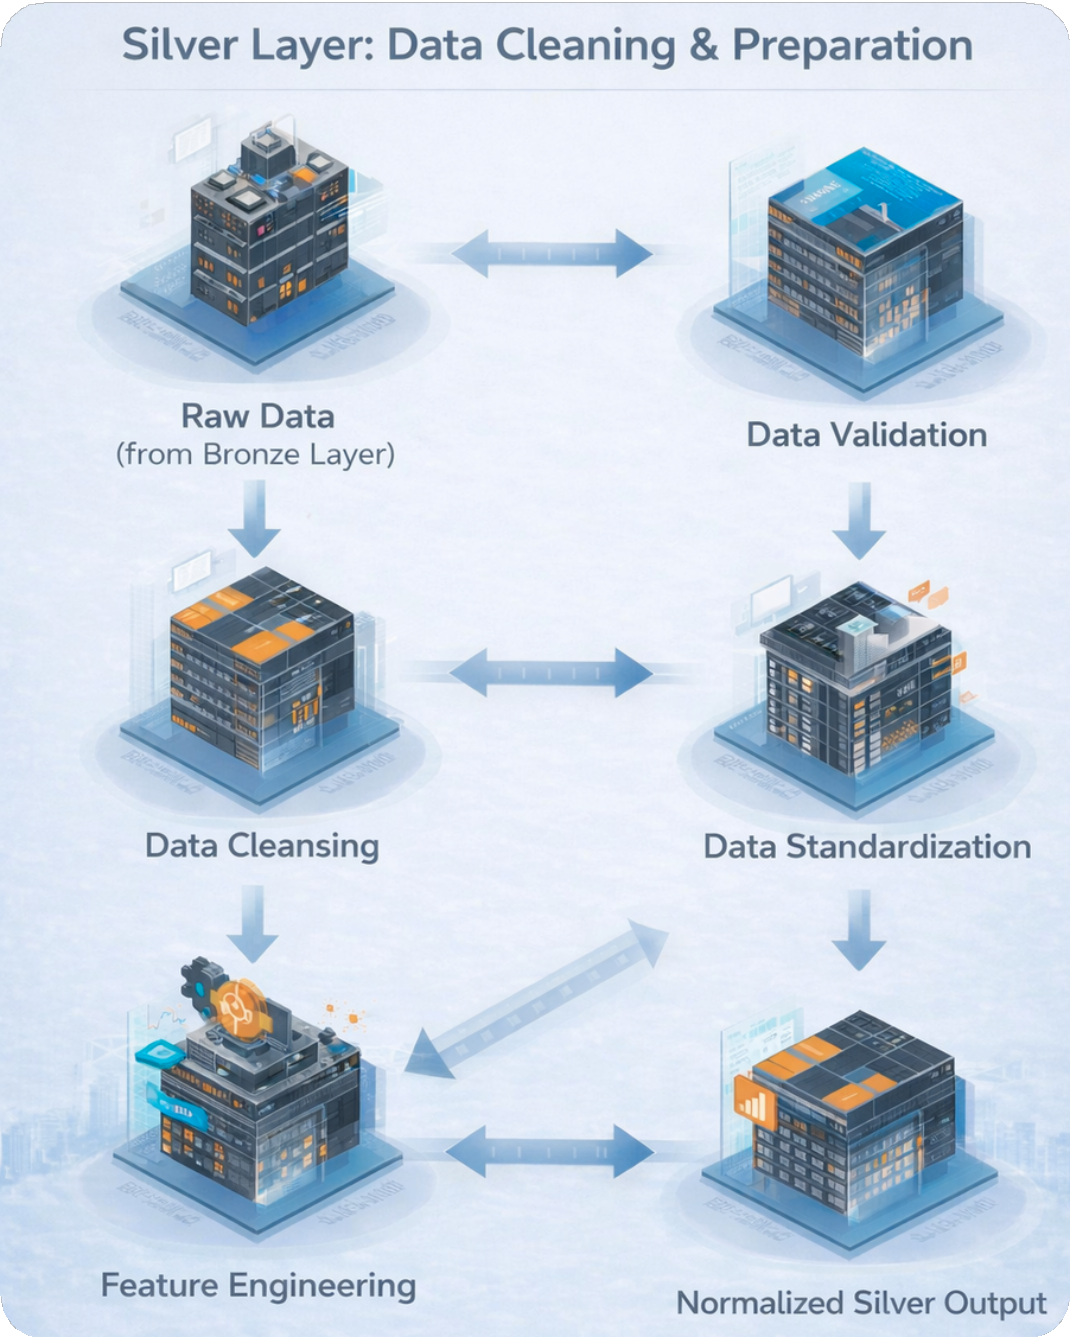 Silver Layer: Data Cleaning & Preparation
Raw Data
(from Bronze Layer)
Data Validation
Data Cleansing
Data Standardization
Feature Engineering
Normalized Silver Output